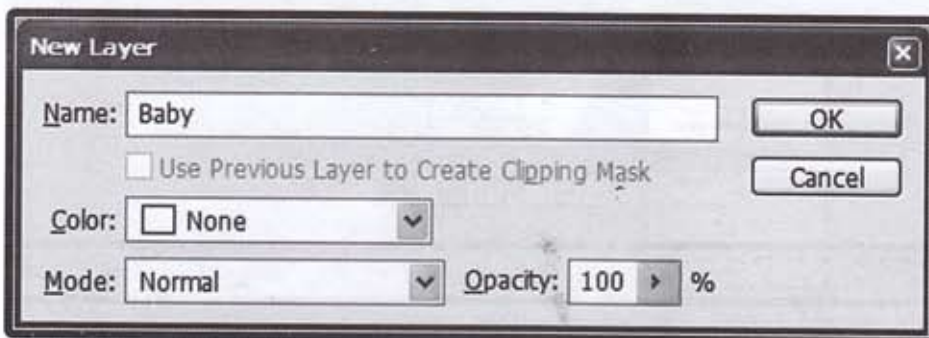 New Layer
Name: Baby
OK
Use Previous Layer to Create Clipping Mask
Cancel
Color: None
Mode: Normal Opacity: 100 %